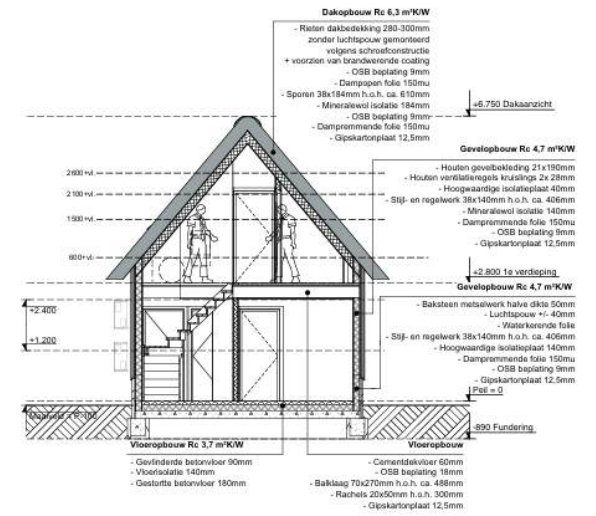 Dakopbouw Rc 6,3 m²K/W
- Rieten dakbedekking 280-300mm
zonder luchtspouw gemonteerd
volgens schroefconstructie
+ voorzien van brandwerende coating
- OSB beplating 9mm
- Dampopen folie 150mu
- Sporen 38x184mm h.o.h. ca. 610mm
- Mineralewol isolatie 184mm
- OSB beplating 9mm
- Dampremmende folie 150mu
- Gipskartonplaat 12,5mm
+6.750 Dakaanzicht
Gevelopbouw Rc 4,7 m²K/W
- Houten gevelbekleding 21x190mm
- Houten ventilatieregels kruislings 2x 28mm
- Hoogwaardige isolatieplaat 40mm
- Stijl- en regelwerk 38x140mm h.o.h. ca. 406mm
- Mineralewol isolatie 140mm
- Dampremmende folie 150mu
- OSB beplating 9mm
- Gipskartonplaat 12,5mm
2600+vl.
2100+vl.
1500+vl.
600+vl.
+2.800 1e verdieping
Gevelopbouw Rc 4,7 m²K/W
- Baksteen metselwerk halve dikte 50mm
- Luchtspouw +/- 40mm
- Waterkerende folie
- Stijl- en regelwerk 38x140mm h.o.h. ca. 406mm
- Hoogwaardige isolatieplaat 140mm
- Dampremmende folie 150mu
- OSB beplating 9mm
- Gipskartonplaat 12,5mm
+2.400
+1.200
Peil = 0
Maaiveld = P-100
-890 Fundering
Vloeropbouw Rc 3,7 m²K/W
- Gevlinderde betonvloer 90mm
- Vloerisolatie 140mm
- Gestortte betonvloer 180mm
Vloeropbouw
- Cementdekvloer 60mm
- OSB beplating 18mm
- Balklaag 70x270mm h.o.h. ca. 488mm
- Rachels 20x50mm h.o.h. 300mm
- Gipskartonplaat 12,5mm